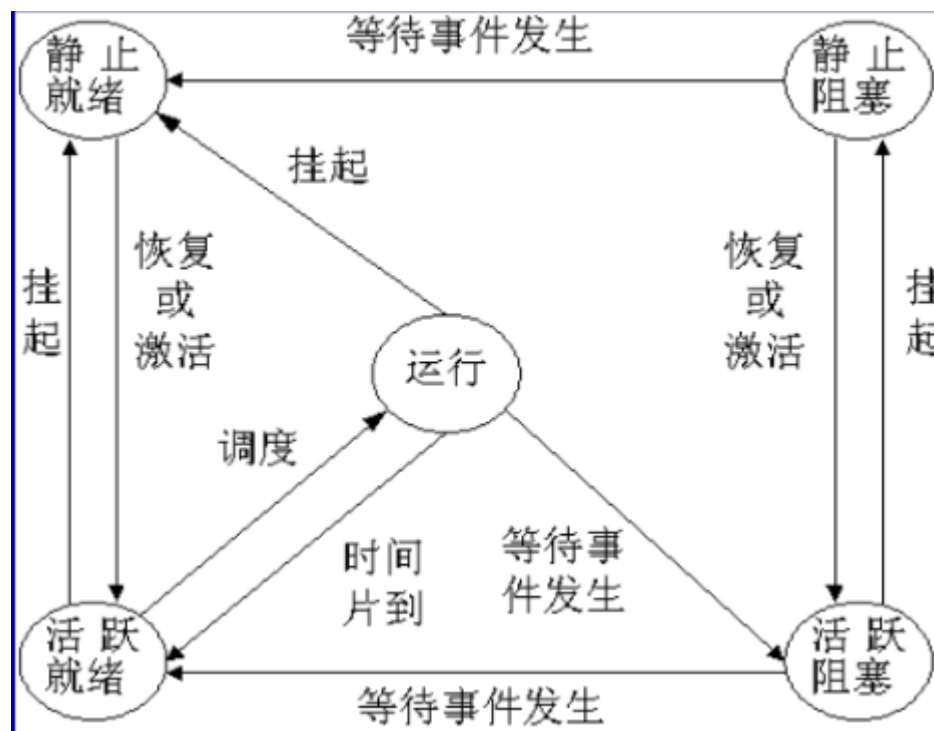 等待事件发生
静 止
就绪
静 止
阻塞
挂起
挂
起
恢复
或
激活
恢复
或
激活
挂
起
运行
调度
时间
片到
等待事
件发生
活 跃
就绪
活 跃
阻塞
等待事件发生